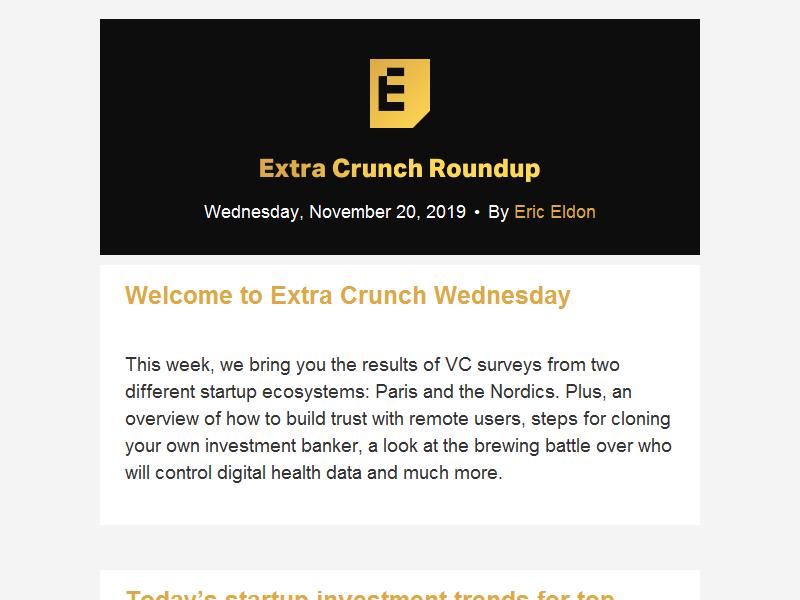 E
Extra Crunch Roundup
Wednesday, November 20, 2019 • By Eric Eldon
Welcome to Extra Crunch Wednesday
This week, we bring you the results of VC surveys from two
different startup ecosystems: Paris and the Nordics. Plus, an
overview of how to build trust with remote users, steps for cloning
your own investment banker, a look at the brewing battle over who
will control digital health data and much more.
Today’s startup investment trends for top